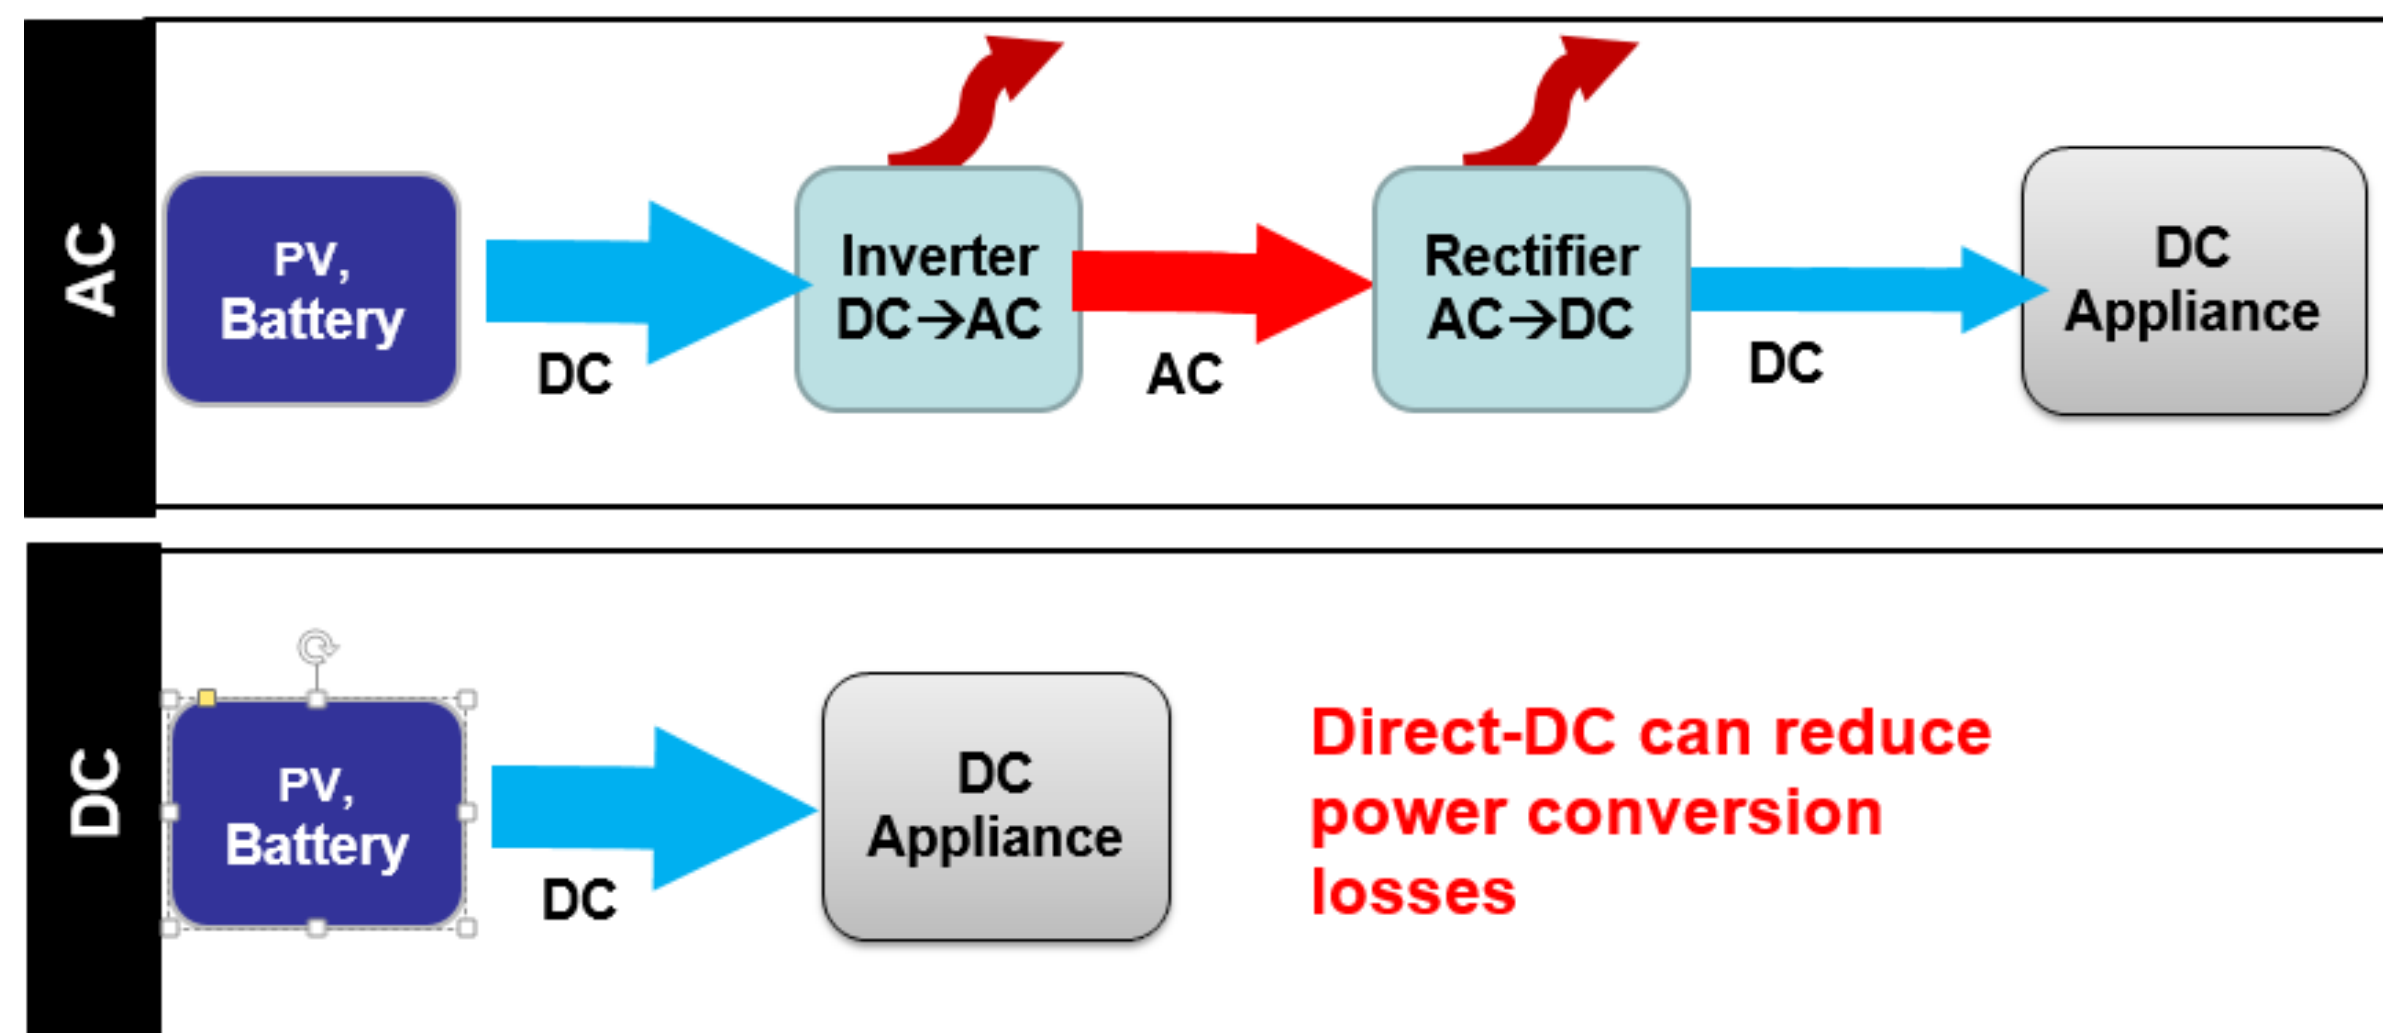 AC
PV,
Battery
DC
Inverter
DC→AC
AC
Rectifier
AC→DC
DC
DC
Appliance
DC
PV,
Battery
DC
DC
Appliance
Direct-DC can reduce
power conversion
losses